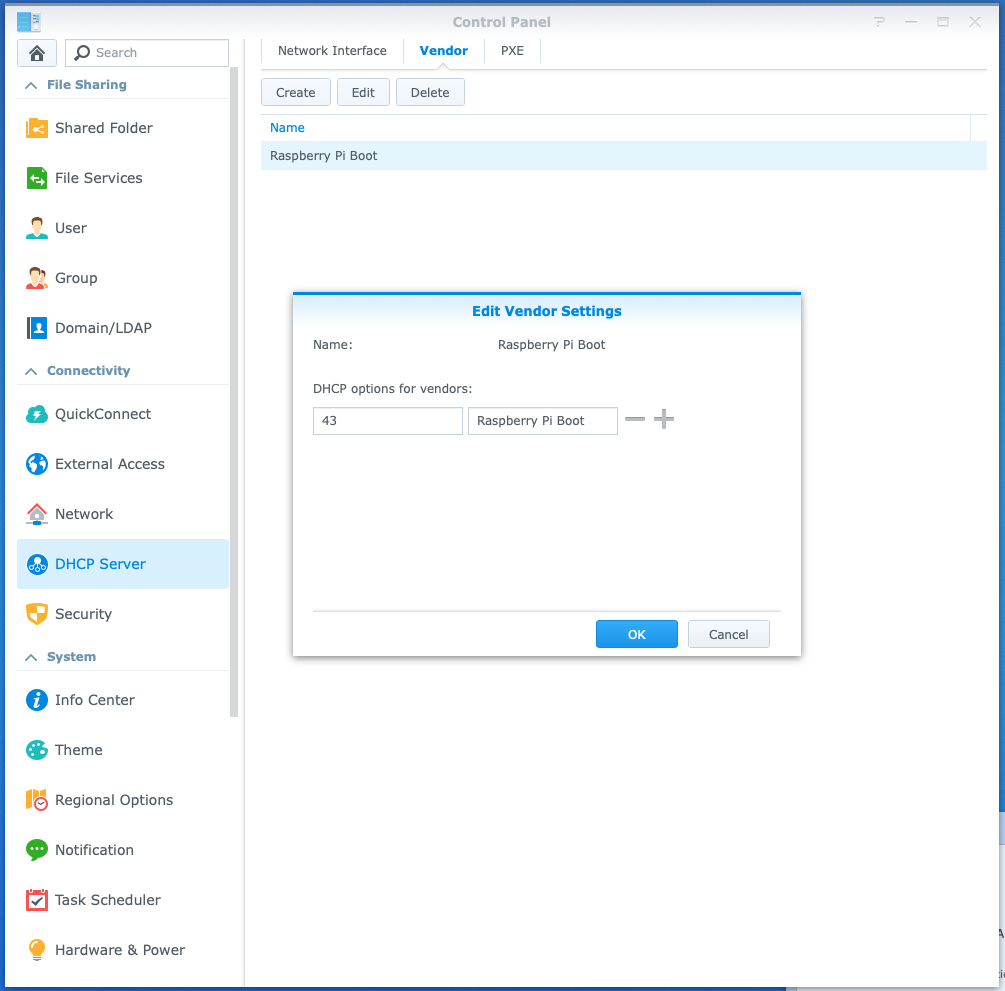 Control Panel
Search
Network Interface
Vendor
PXE
File Sharing
Shared Folder
File Services
User
Group
Domain/LDAP
Connectivity
QuickConnect
External Access
Network
DHCP Server
Security
System
Info Center
Theme
Regional Options
Notification
Task Scheduler
Hardware & Power
Create
Edit
Delete
Name
Raspberry Pi Boot
Edit Vendor Settings
Name:
Raspberry Pi Boot
DHCP options for vendors:
43
Raspberry Pi Boot
OK
Cancel